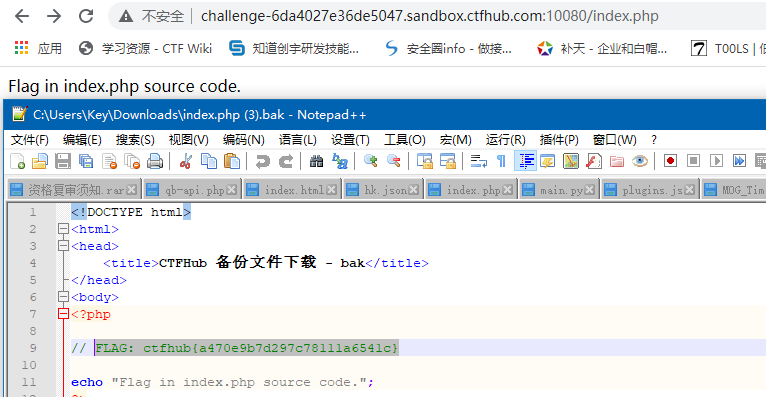 不安全 | challenge-6da4027e36de5047.sandbox.ctfhub.com:10080/index.php
应用 学习资源 - CTF Wiki 知道创宇研发技能... 安全圈info - 做接... 补天 - 企业和白帽... T00LS |
Flag in index.php source code.
C:\Users\Key\Downloads\index.php (3).bak - Notepad++
文件(F) 编辑(E) 搜索(S) 视图(V) 编码(N) 语言(L) 设置(T) 工具(O) 宏(M) 运行(R) 插件(P) 窗口(W) ?
资格复审须知.rar qb-api.php index.html hk.json index.php main.py plugins.js MOG_Tim
1 <!DOCTYPE html>
2 <html>
3 <head>
4 <title>CTFHub 备份文件下载 - bak</title>
5 </head>
6 <body>
7 <?php
8
9 // FLAG: ctfhub{a470e9b7d297c78111a6541c}
10
11 echo "Flag in index.php source code.";